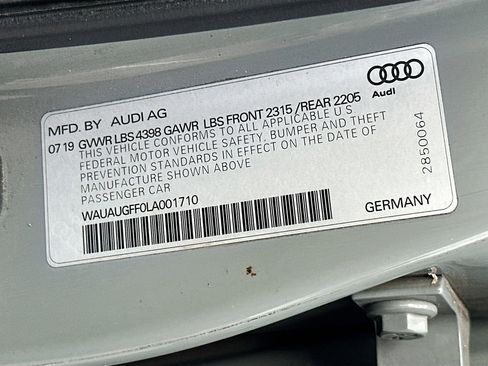 MFD. BY AUDI AG
07 19 GVWR LBS 4398 GAWR LBS FRONT 2315 /REAR 2205
THIS VEHICLE CONFORMS TO ALL APPLICABLE U S
FEDERAL MOTOR VEHICLE SAFETY, BUMPER AND THEFT
PREVENTION STANDARDS IN EFFECT ON THE DATE OF
MANUFACTURE SHOWN ABOVE
PASSENGER CAR
WAUAUGFF0LA001710
Audi
2850064
GERMANY